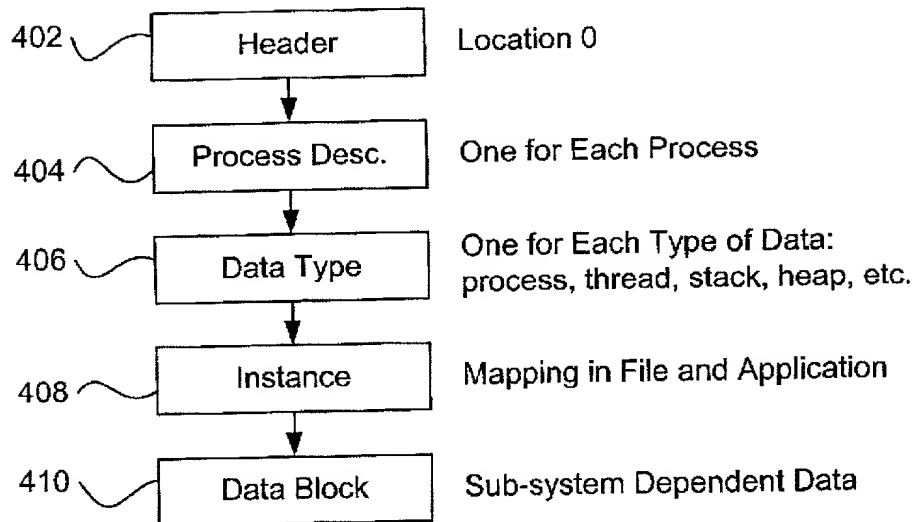 402 Header Location 0
404 Process Desc. One for Each Process
406 Data Type One for Each Type of Data:
process, thread, stack, heap, etc.
408 Instance Mapping in File and Application
410 Data Block Sub-system Dependent Data